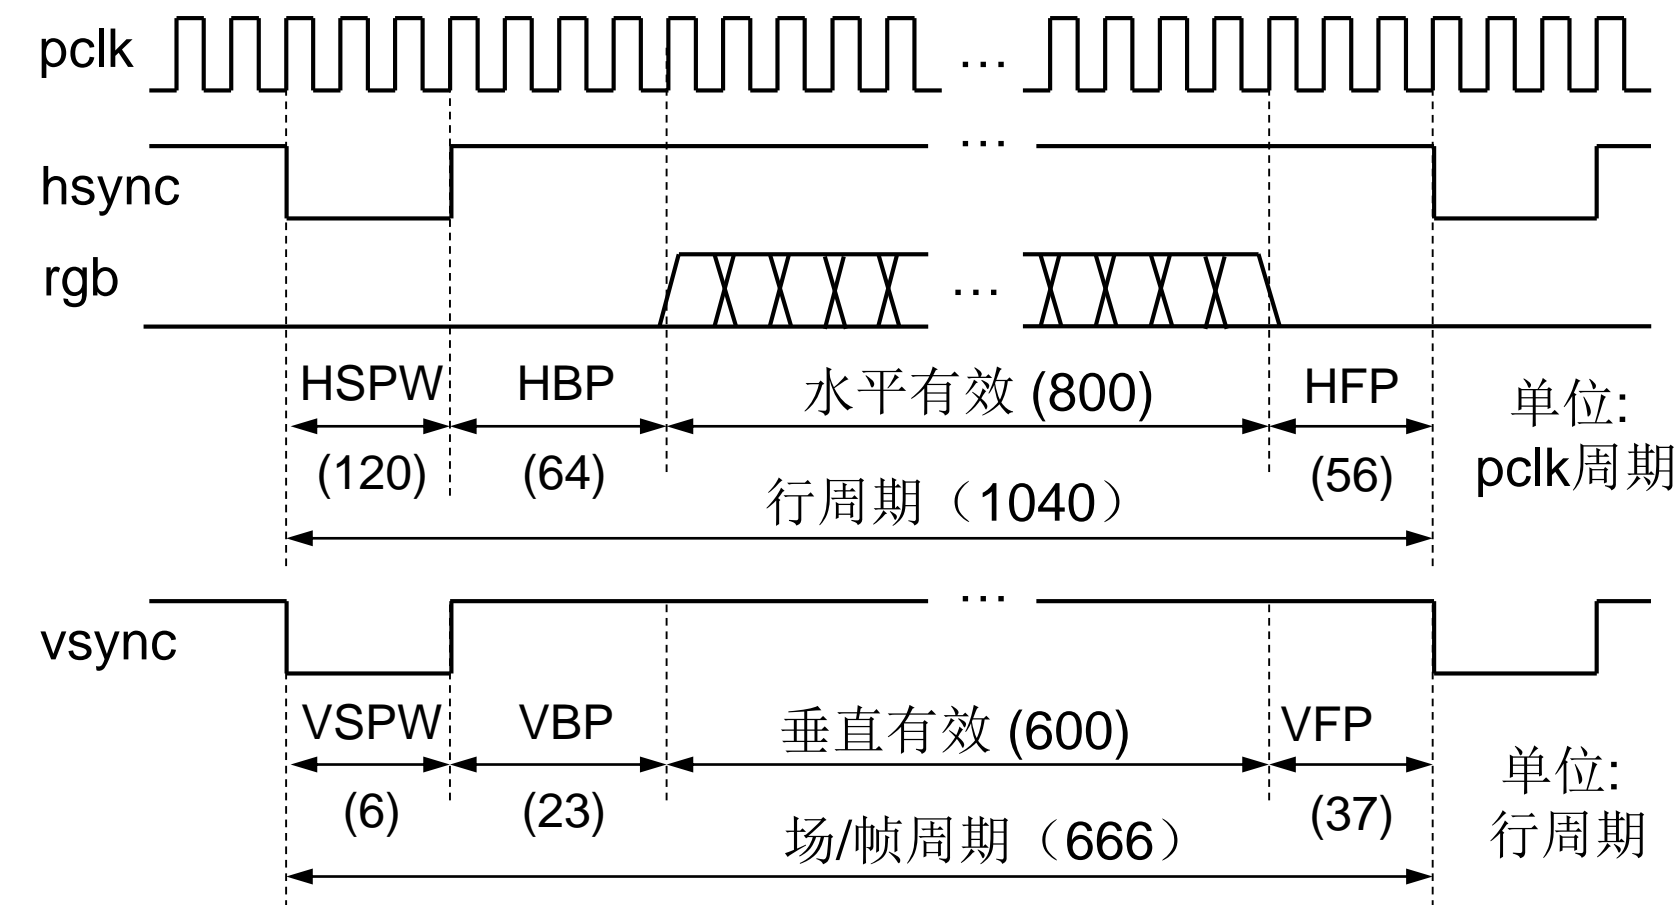 pclk
…
hsync
…
rgb
…
HSPW HBP 水平有效 (800) HFP 单位:
(120) (64) (56) pclk周期
行周期（1040）
vsync
…
VSPW VBP 垂直有效 (600) VFP 单位:
(6) (23) (37) 行周期
场/帧周期（666）